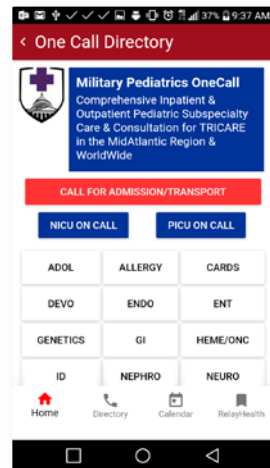 37% 9:37 AM
< One Call Directory
Military Pediatrics OneCall
Comprehensive Inpatient &
Outpatient Pediatric Subspecialty
Care & Consultation for TRICARE
in the MidAtlantic Region &
WorldWide
CALL FOR ADMISSION/TRANSPORT
NICU ON CALL PICU ON CALL
ADOL ALLERGY CARDS
DEVO ENDO ENT
GENETICS GI HEME/ONC
ID NEPHRO NEURO
Home Directory Calendar RelayHealth